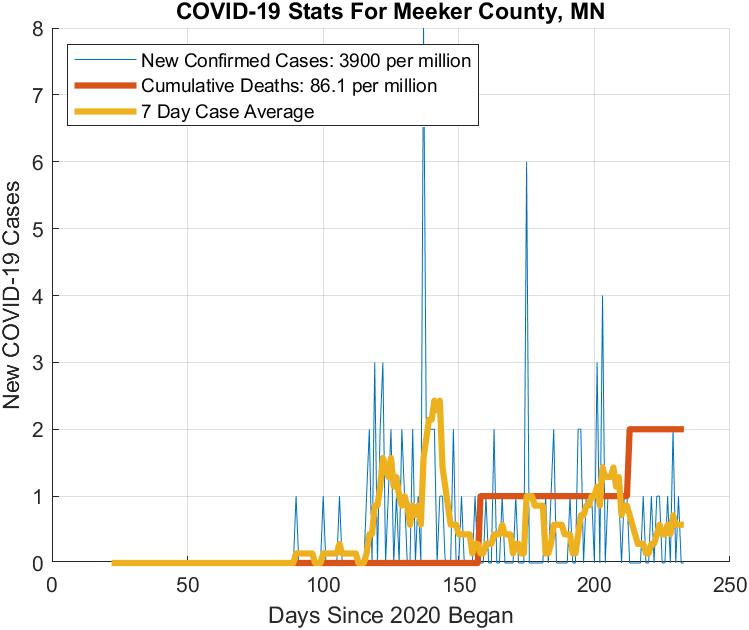 COVID-19 Stats For Meeker County, MN
New Confirmed Cases: 3900 per million
Cumulative Deaths: 86.1 per million
7 Day Case Average
New COVID-19 Cases
8
7
6
5
4
3
2
1
0
0 50 100 150 200 250
Days Since 2020 Began